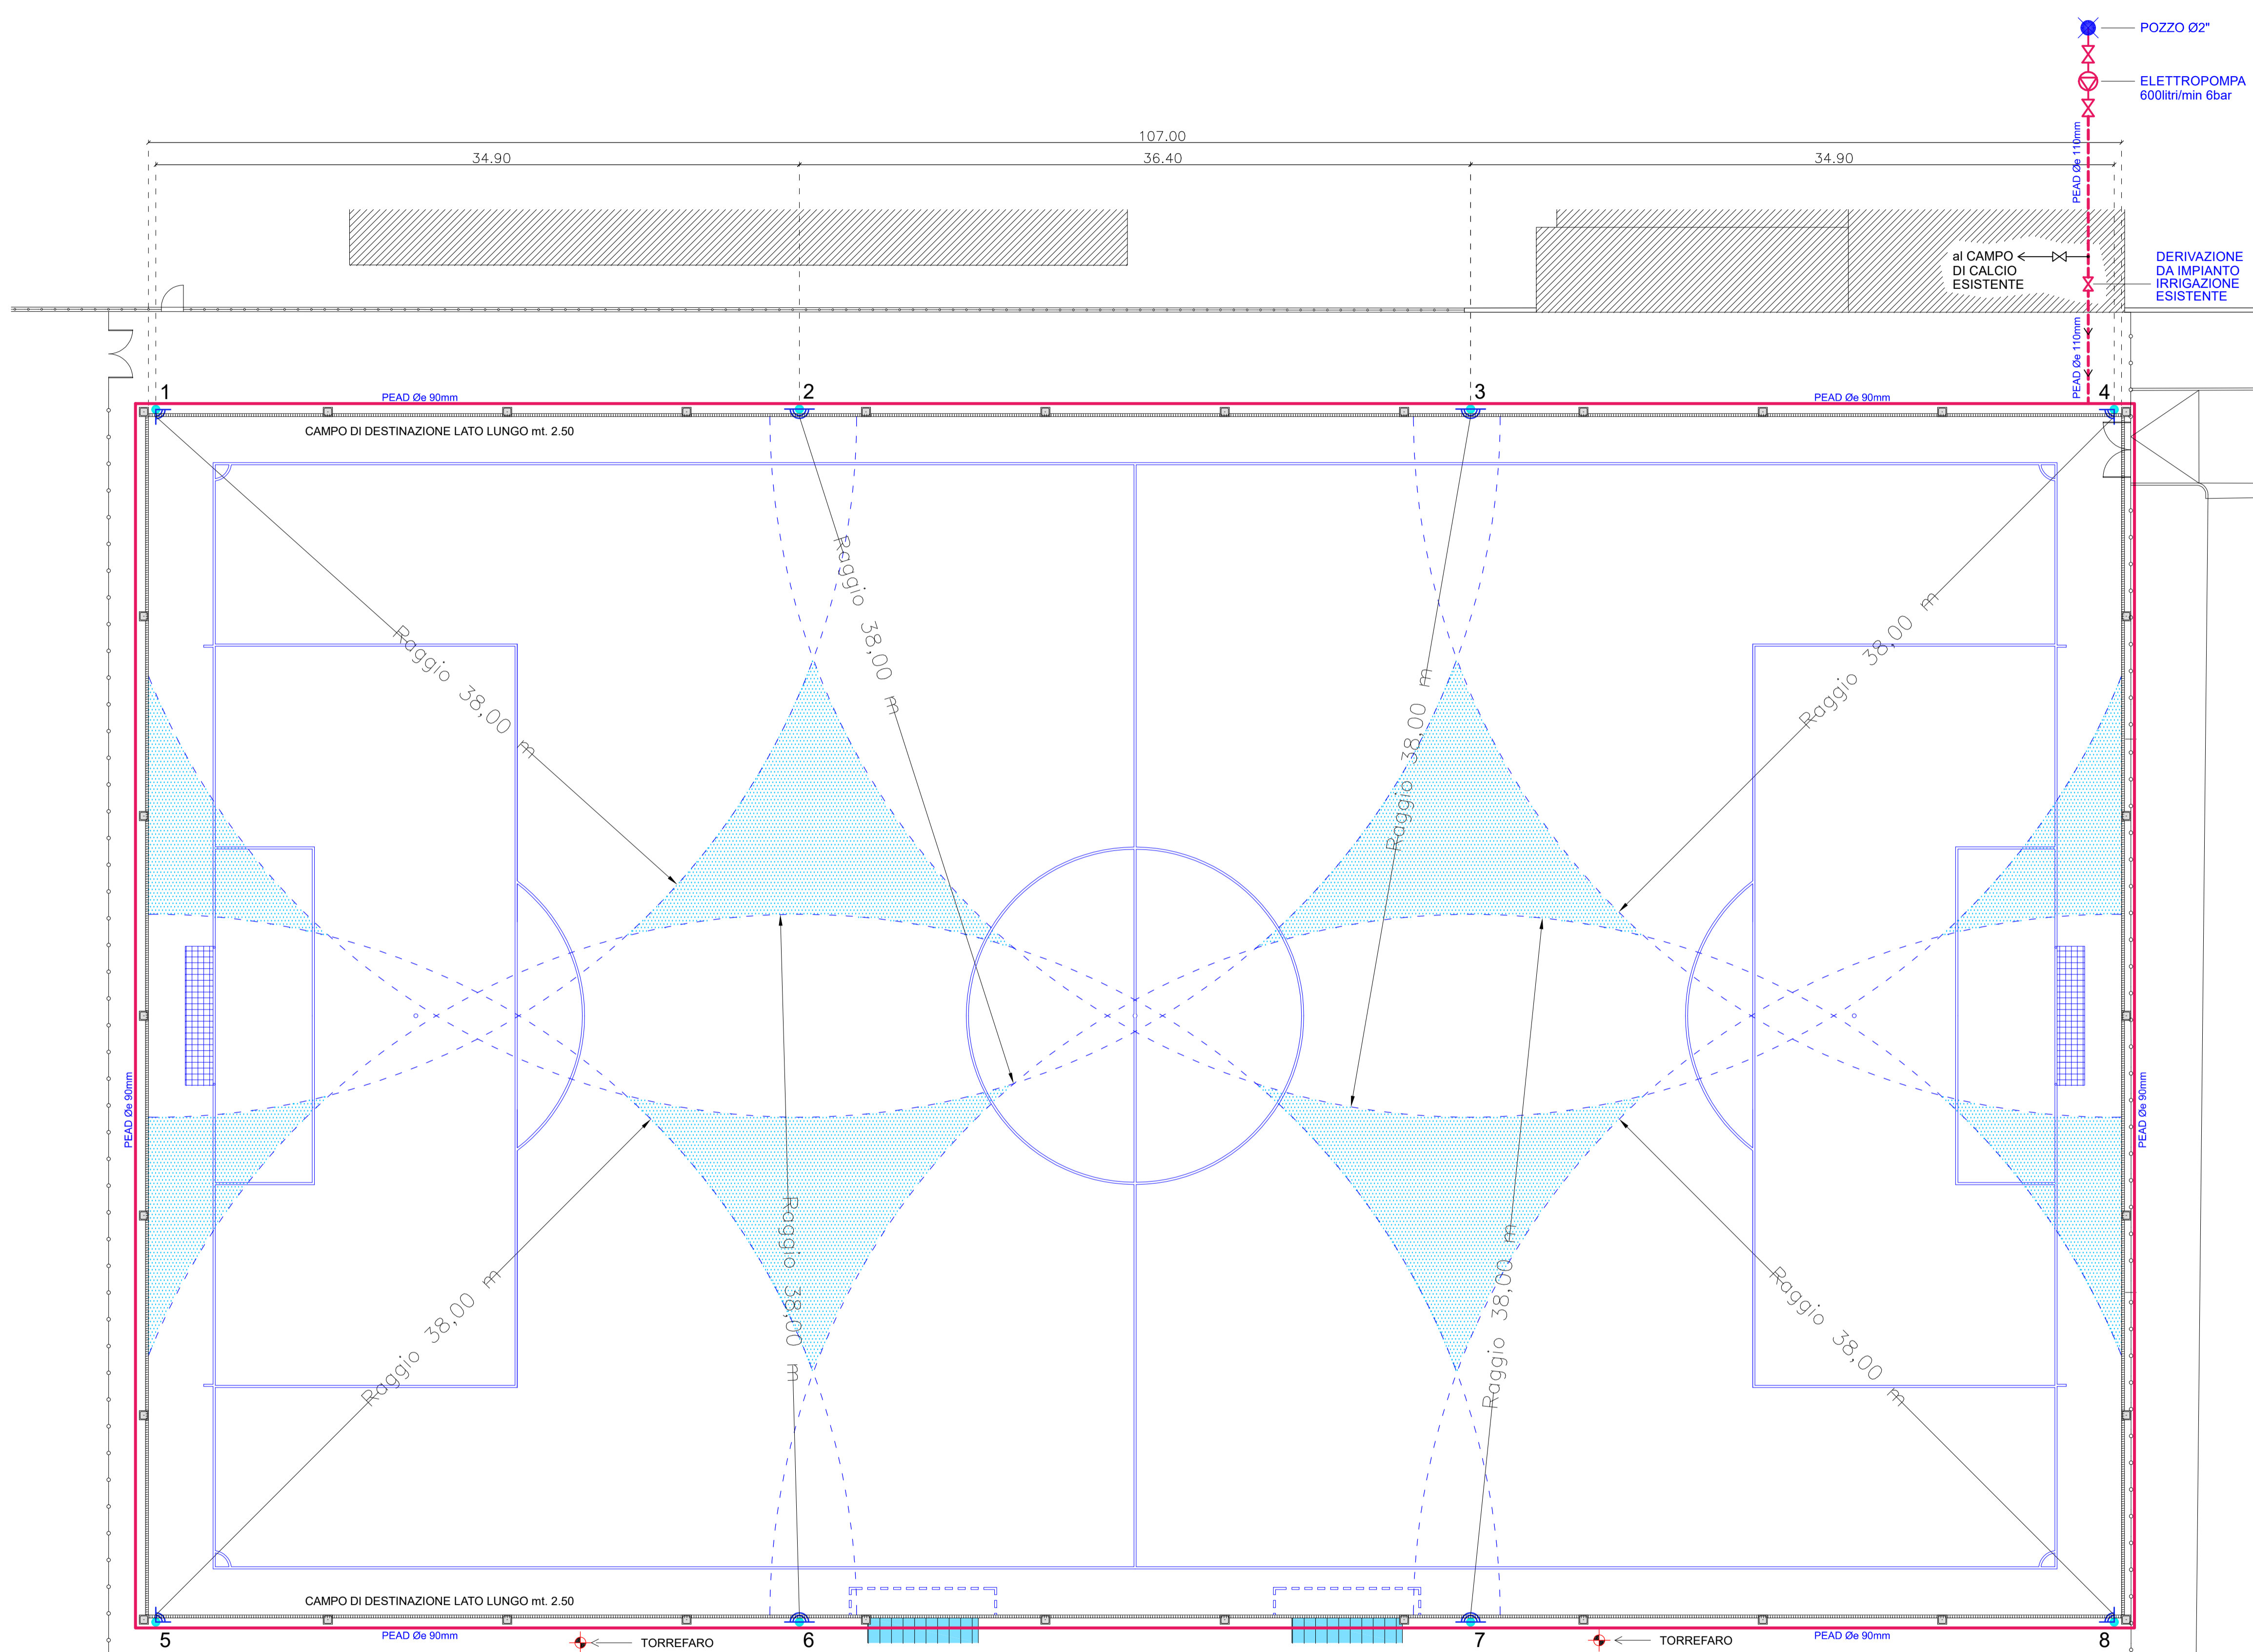 POZZO Ø2"
ELETTROPOMPA
600litri/min 6bar
107.00
34.90
36.40
34.90
PEAD Øe 110mm
al CAMPO
DI CALCIO
ESISTENTE
DERIVAZIONE
DA IMPIANTO
IRRIGAZIONE
ESISTENTE
PEAD Øe 110mm
1
2
3
4
PEAD Øe 90mm
PEAD Øe 90mm
CAMPO DI DESTINAZIONE LATO LUNGO mt. 2.50
Raggio 38,00 m
Raggio 38,00 m
Raggio 38,00 m
Raggio 38,00 m
PEAD Øe 90mm
PEAD Øe 90mm
Raggio 38,00 m
Raggio 38,00 m
Raggio 38,00 m
Raggio 38,00 m
CAMPO DI DESTINAZIONE LATO LUNGO mt. 2.50
5
6
7
8
PEAD Øe 90mm
TORREFARO
TORREFARO
PEAD Øe 90mm